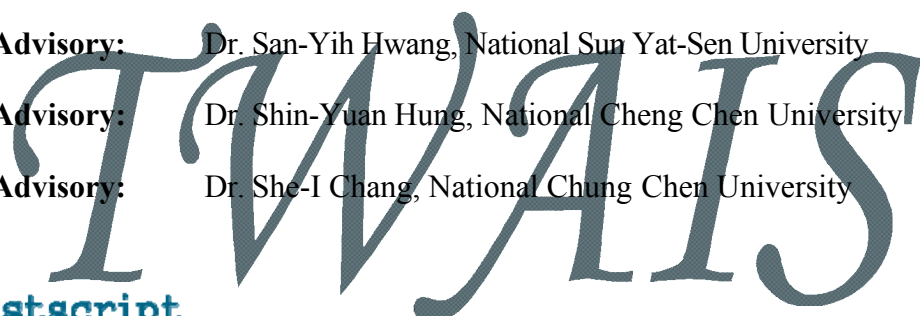 Advisory: Dr. San-Yih Hwang, National Sun Yat-Sen University
Advisory: Dr. Shin-Yuan Hung, National Cheng Chen University
Advisory: Dr. She-I Chang, National Chung Chen University
TWAIS
stscript